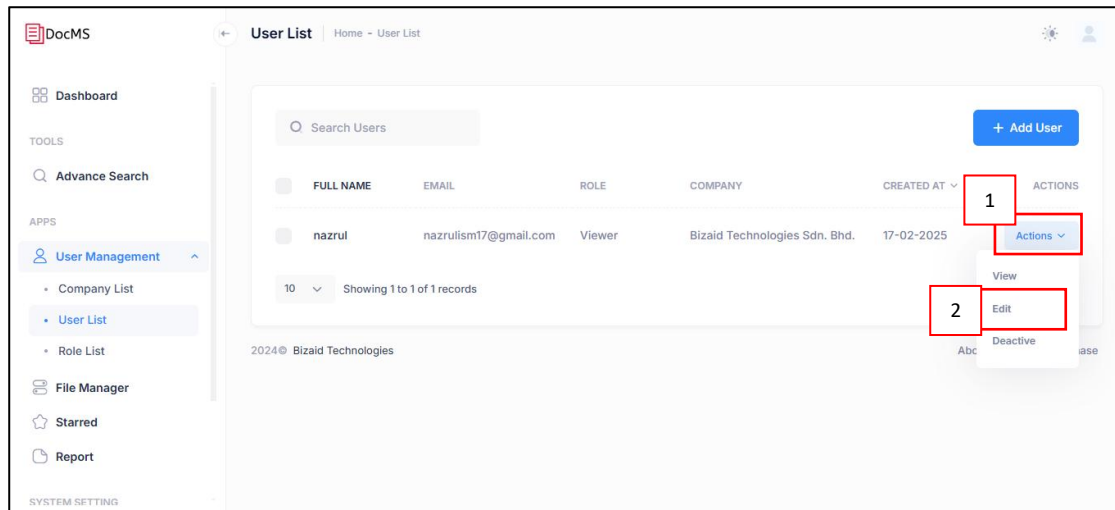 DocMS
User List Home - User List
Dashboard
TOOLS
Advance Search
APPS
User Management
Company List
User List
Role List
File Manager
Starred
Report
SYSTEM SETTING
Search Users
+ Add User
FULL NAME EMAIL ROLE COMPANY CREATED AT ACTIONS
1
nazrul nazrulism17@gmail.com Viewer Bizaid Technologies Sdn. Bhd. 17-02-2025 Actions
View
2
Edit
Deactive
10 Showing 1 to 1 of 1 records
2024© Bizaid Technologies